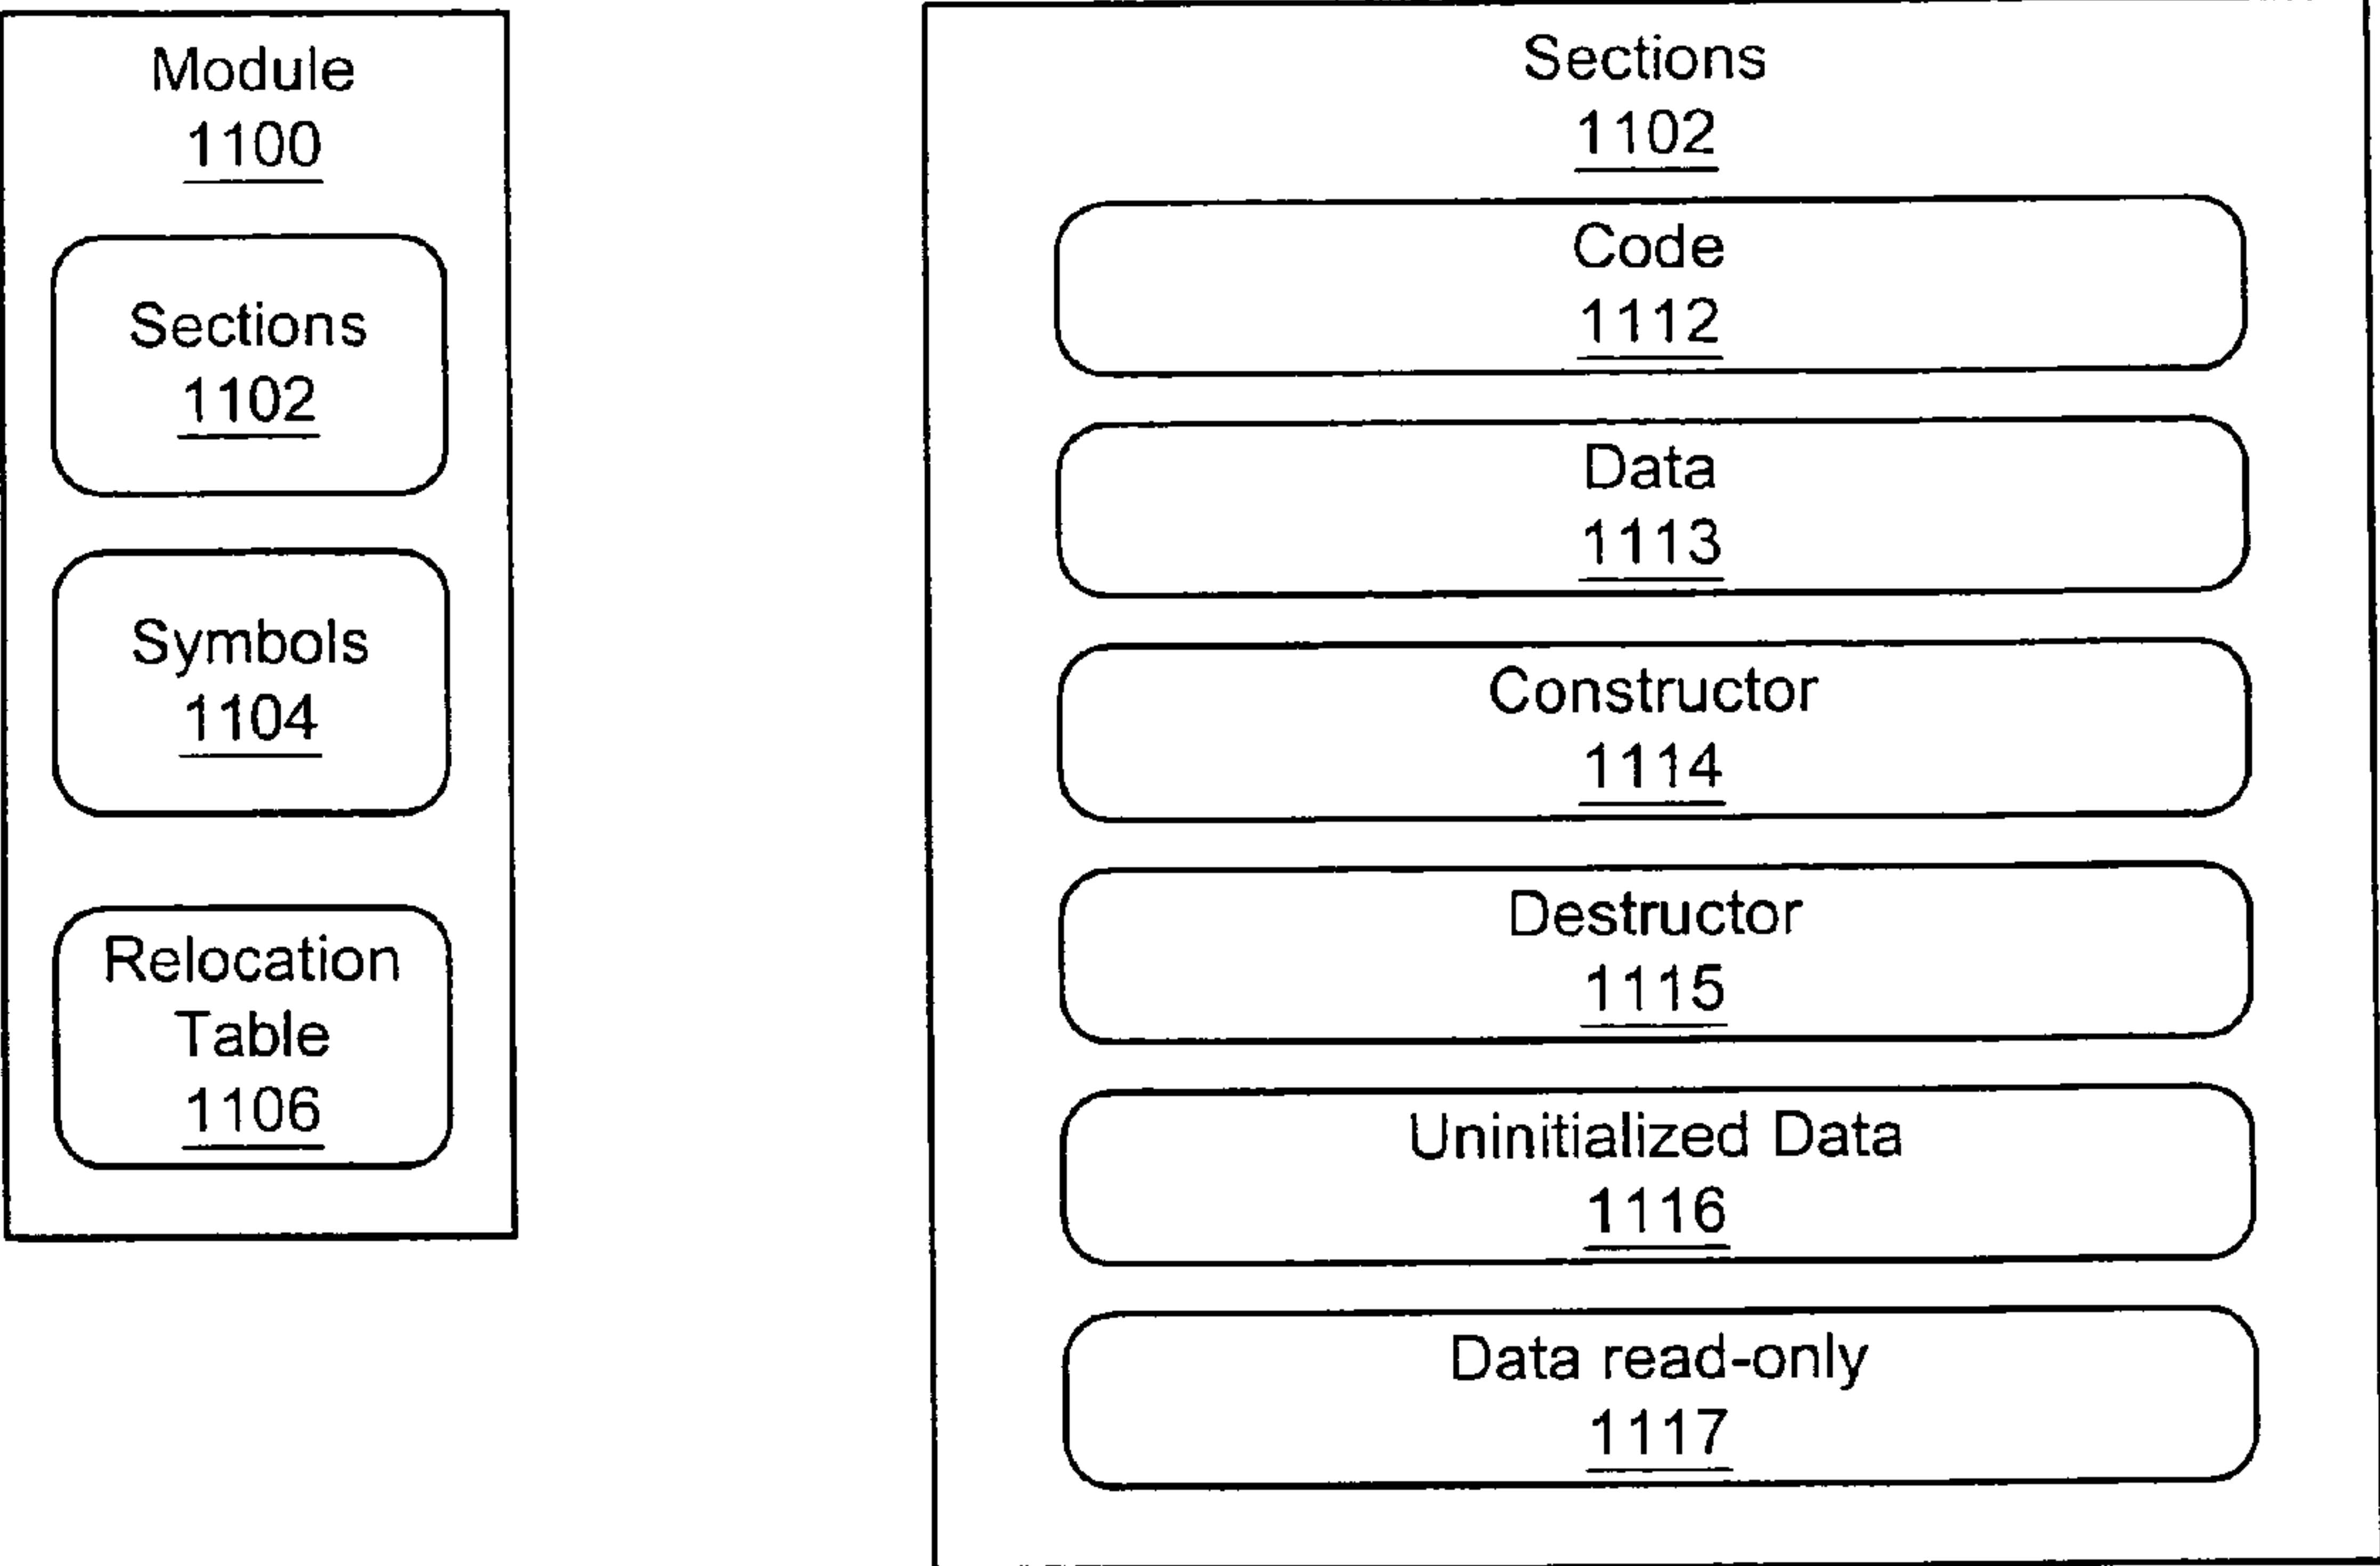 Module
1100
Sections
1102
Symbols
1104
Relocation
Table
1106
Sections
1102
Code
1112
Data
1113
Constructor
1114
Destructor
1115
Uninitialized Data
1116
Data read-only
1117